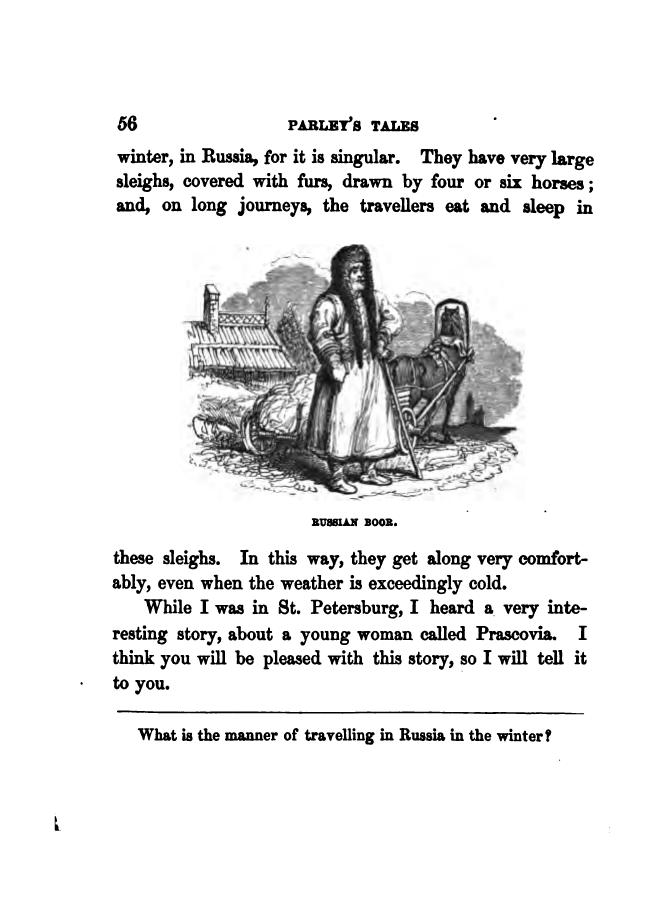 56 PARLEY'S TALES
winter, in Russia, for it is singular. They have very large
sleighs, covered with furs, drawn by four or six horses;
and, on long journeys, the travellers eat and sleep in
RUSSIAN BOOR.
these sleighs. In this way, they get along very comfort-
ably, even when the weather is exceedingly cold.
While I was in St. Petersburg, I heard a very inte-
resting story, about a young woman called Prascovia. I
think you will be pleased with this story, so I will tell it
to you.
What is the manner of travelling in Russia in the winter?